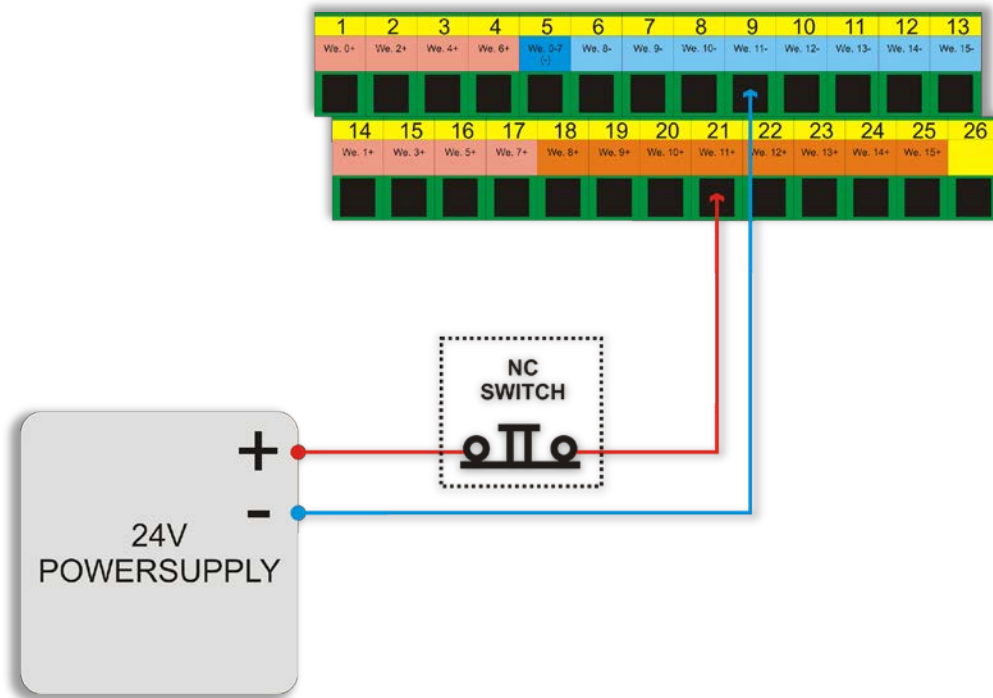 1 2 3 4 5 6 7 8 9 10 11 12 13
We. 0+ We. 2+ We. 4+ We. 6+ We. 0-7 We. 8- We. 9- We. 10- We. 11- We. 12- We. 13- We. 14- We. 15-
(-)
14 15 16 17 18 19 20 21 22 23 24 25 26
We. 1+ We. 3+ We. 5+ We. 7+ We. 8+ We. 9+ We. 10+ We. 11+ We. 12+ We. 13+ We. 14+ We. 15+
NC
SWITCH
+
-
24V
POWERSUPPLY